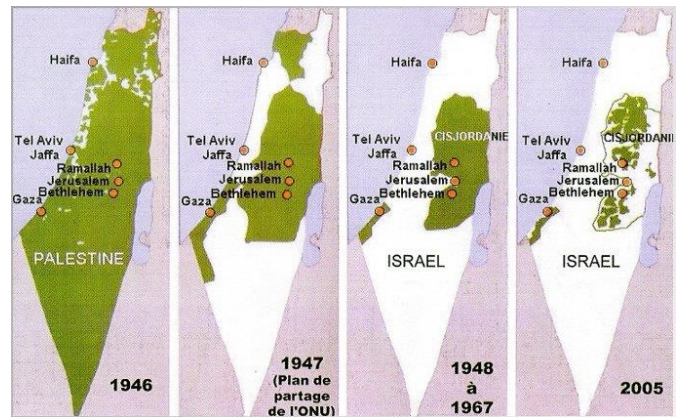 Haifa
Tel Aviv
Jaffa
Ramallah
Jerusalem
Bethlehem
Gaza
PALESTINE
1946
Haifa
Tel Aviv
Jaffa
Ramallah
Jerusalem
Bethlehem
Gaza
1947
(Plan de
partage
de l'ONU)
Haifa
CISJORDANIE
Tel Aviv
Jaffa
Ramallah
Jerusalem
Bethlehem
Gaza
ISRAEL
1948
à
1967
Haifa
CISJORDANIE
Tel Aviv
Jaffa
Ramallah
Jerusalem
Bethlehem
Gaza
ISRAEL
2005